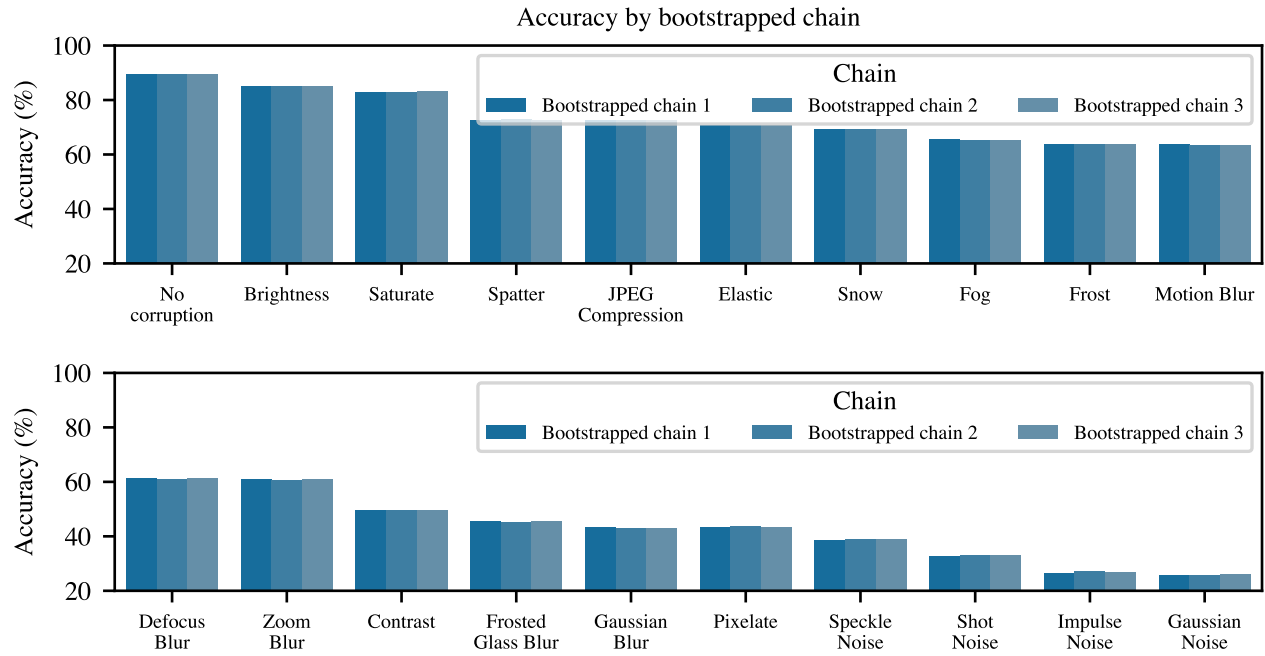 Accuracy by bootstrapped chain
100
80
60
40
20
Accuracy (%)
Chain
Bootstrapped chain 1
Bootstrapped chain 2
Bootstrapped chain 3
No
corruption
Brightness
Saturate
Spatter
JPEG
Compression
Elastic
Snow
Fog
Frost
Motion Blur
100
80
60
40
20
Accuracy (%)
Chain
Bootstrapped chain 1
Bootstrapped chain 2
Bootstrapped chain 3
Defocus
Blur
Zoom
Blur
Contrast
Frosted
Glass Blur
Gaussian
Blur
Pixelate
Speckle
Noise
Shot
Noise
Impulse
Noise
Gaussian
Noise